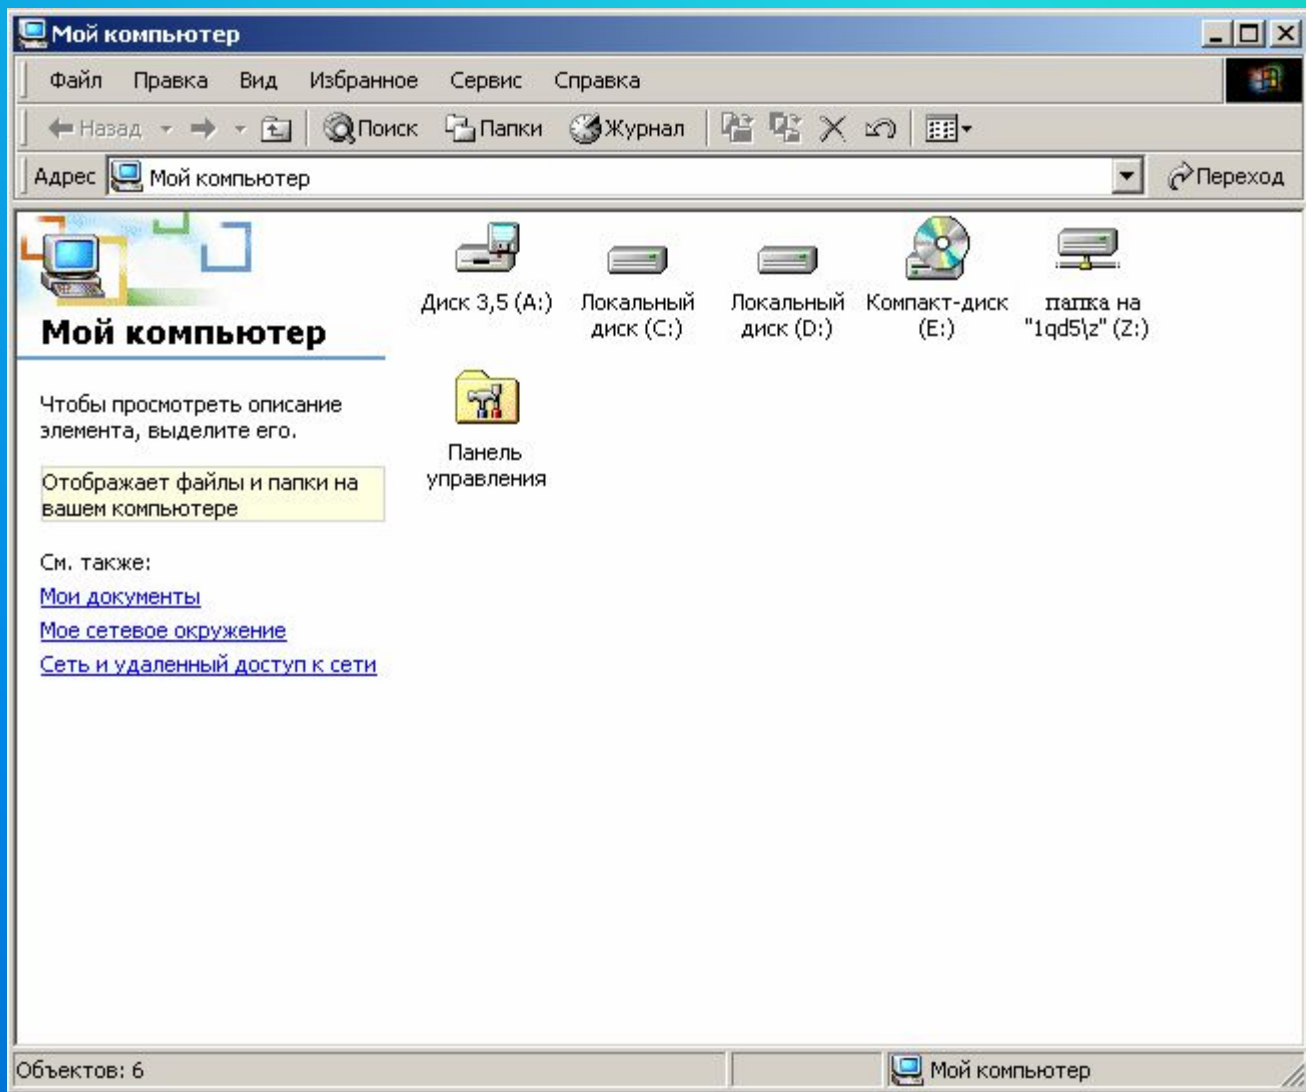 Мой компьютер
Файл Правка Вид Избранное Сервис Справка
Назад Поиск Папки Журнал
Адрес Мой компьютер Переход
Мой компьютер
Чтобы просмотреть описание
элемента, выделите его.
Отображает файлы и папки на
вашем компьютере
См. также:
Мои документы
Мое сетевое окружение
Сеть и удаленный доступ к сети
Диск 3,5 (A:)
Локальный
диск (C:)
Локальный
диск (D:)
Компакт-диск
(E:)
папка на
"1qd5\z" (Z:)
Панель
управления
Объектов: 6
Мой компьютер